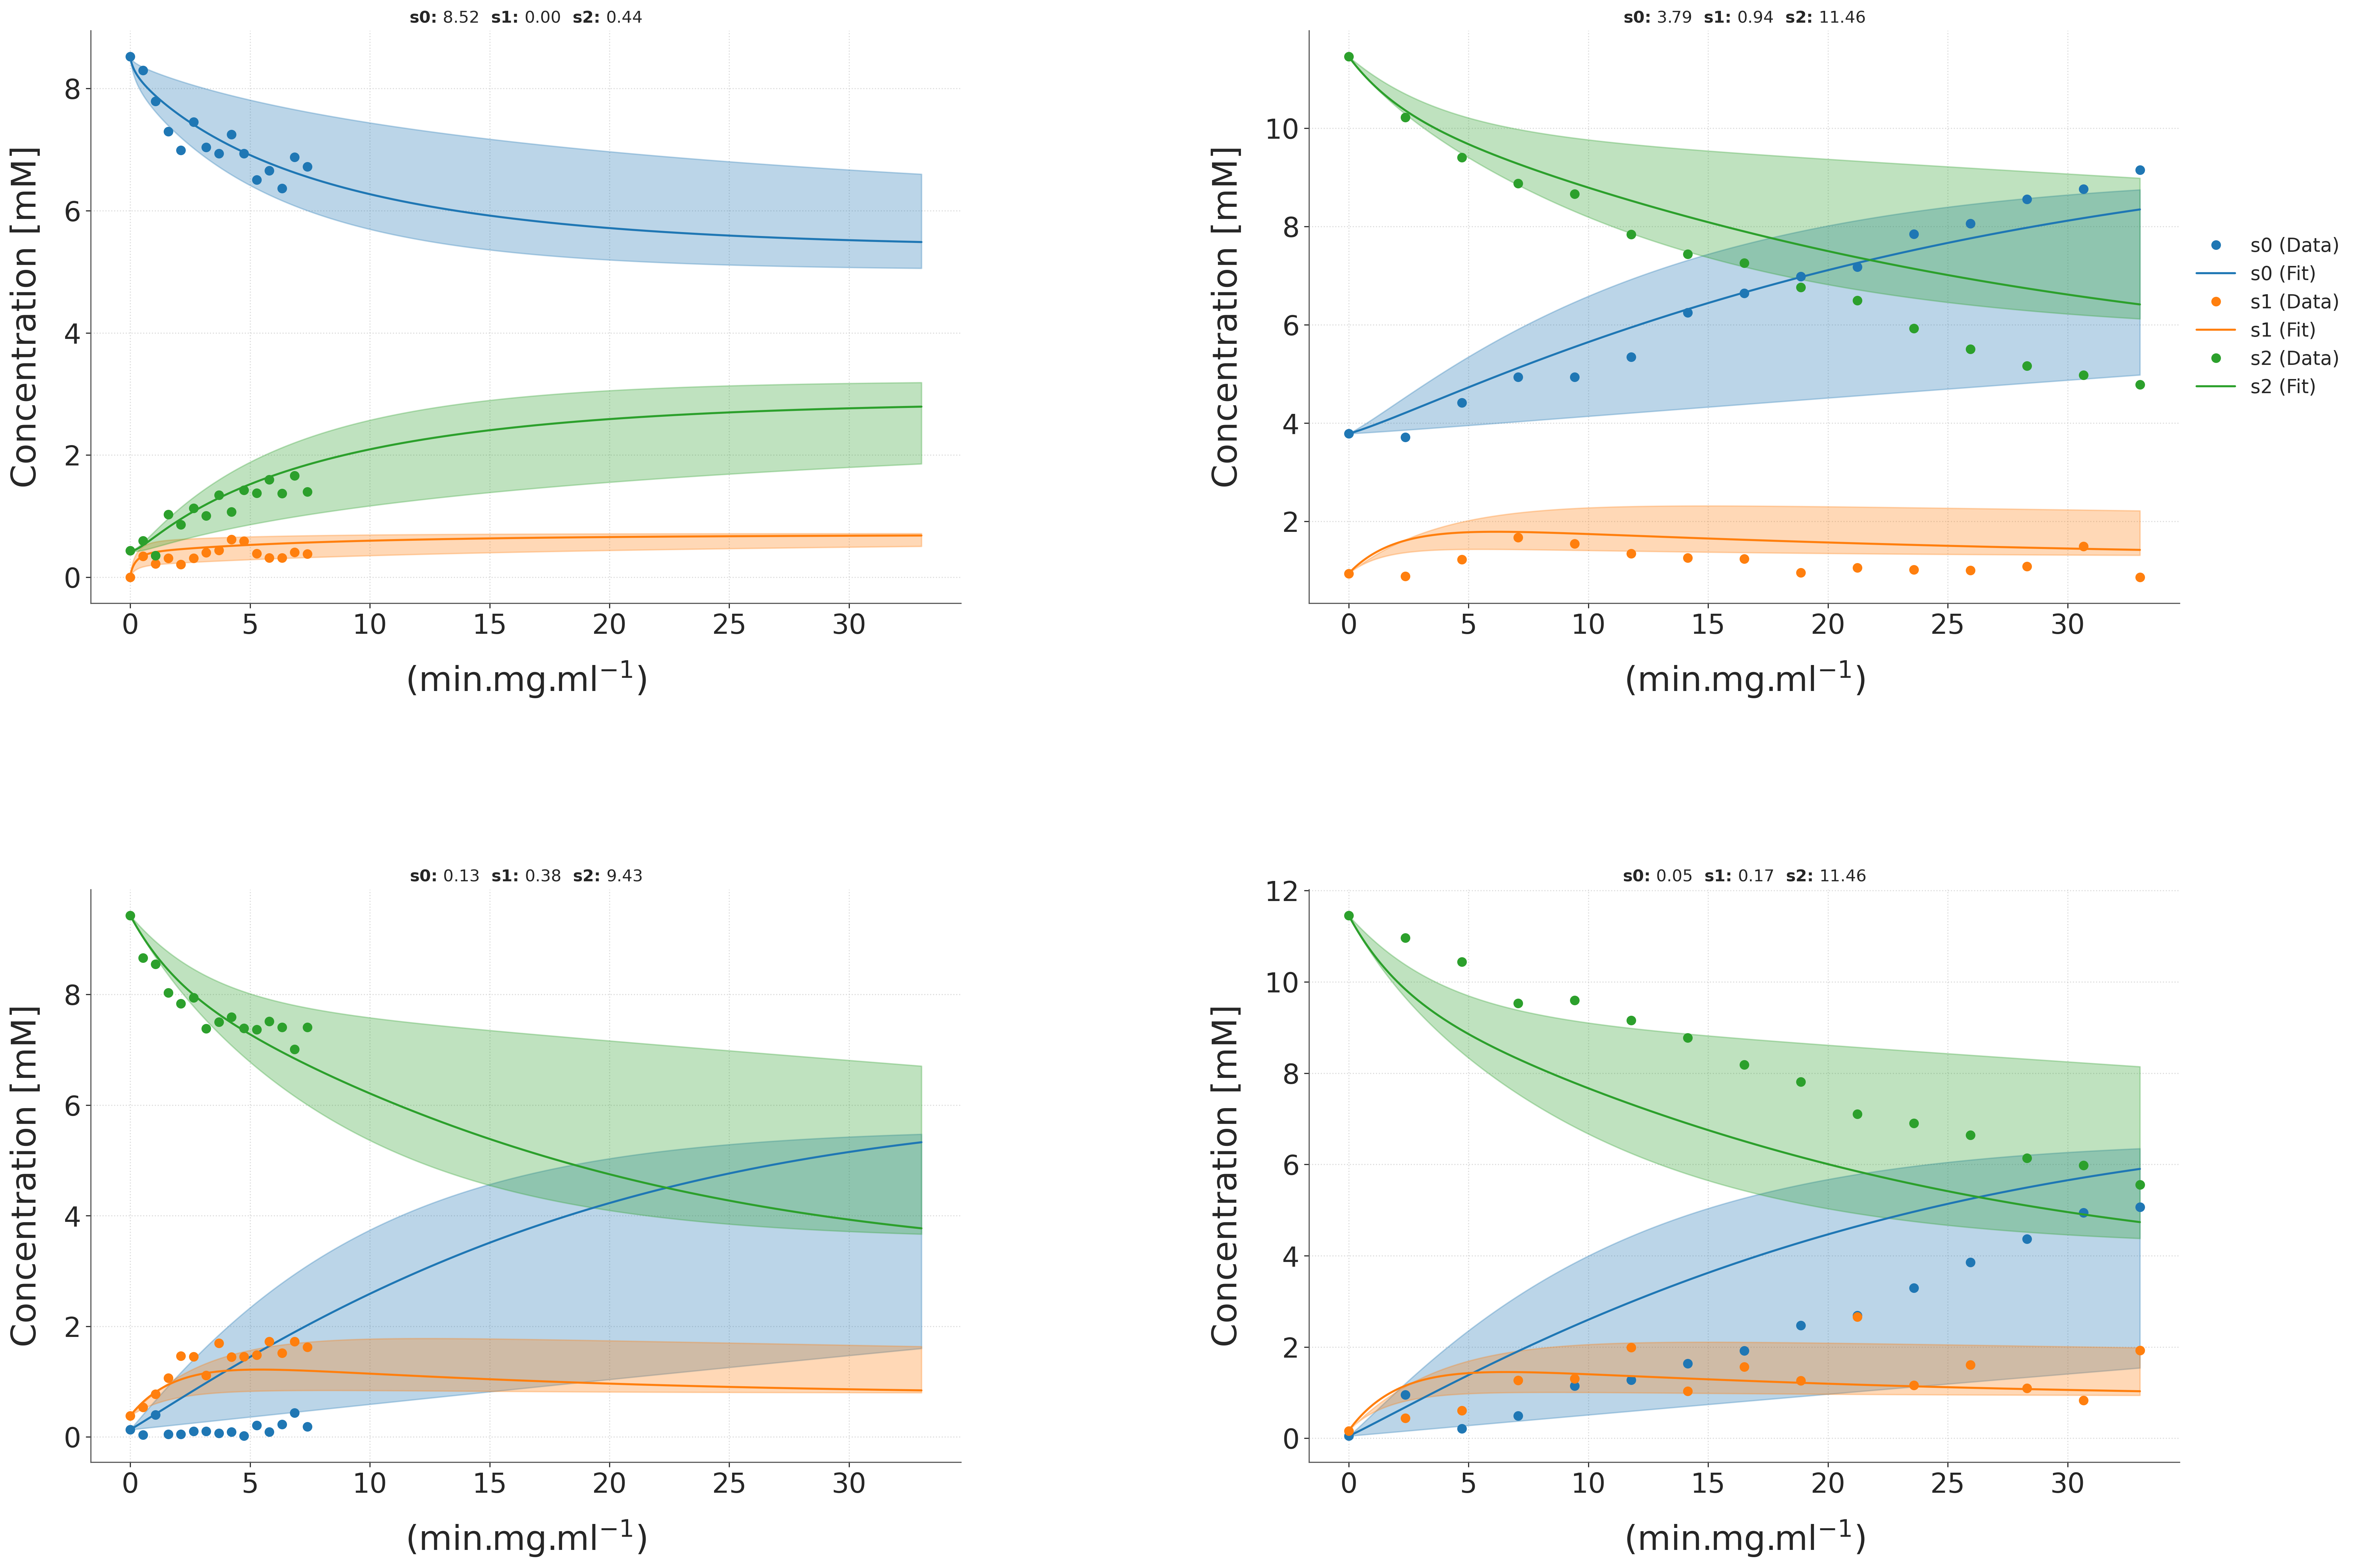 s0: 8.52 s1: 0.00 s2: 0.44
Concentration [mM]
8
6
4
2
0
0 5 10 15 20 25 30
(min.mg.ml⁻¹)
s0: 3.79 s1: 0.94 s2: 11.46
Concentration [mM]
10
8
6
4
2
0 5 10 15 20 25 30
(min.mg.ml⁻¹)
s0 (Data)
s0 (Fit)
s1 (Data)
s1 (Fit)
s2 (Data)
s2 (Fit)
s0: 0.13 s1: 0.38 s2: 9.43
Concentration [mM]
8
6
4
2
0
0 5 10 15 20 25 30
(min.mg.ml⁻¹)
s0: 0.05 s1: 0.17 s2: 11.46
Concentration [mM]
12
10
8
6
4
2
0
0 5 10 15 20 25 30
(min.mg.ml⁻¹)